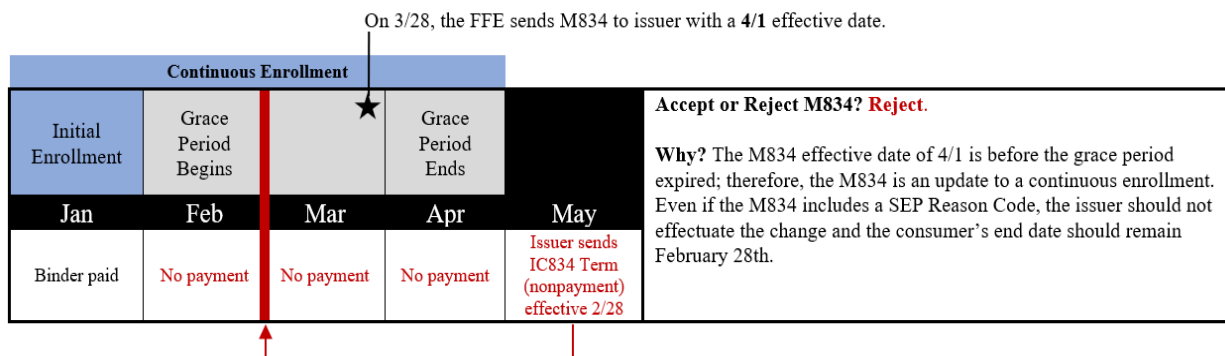 On 3/28, the FFE sends M834 to issuer with a 4/1 effective date.
Continuous Enrollment
Initial
Enrollment
Grace
Period
Begins
Grace
Period
Ends
Jan
Feb
Mar
Apr
May
Binder paid
No payment
No payment
No payment
Issuer sends
IC834 Term
(nonpayment)
effective 2/28
Accept or Reject M834? Reject.
Why? The M834 effective date of 4/1 is before the grace period
expired; therefore, the M834 is an update to a continuous enrollment.
Even if the M834 includes a SEP Reason Code, the issuer should not
effectuate the change and the consumer’s end date should remain
February 28th.